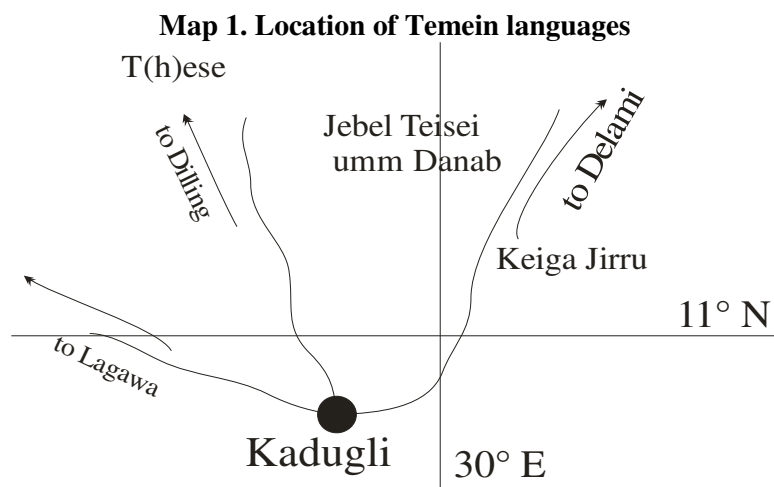 Map 1. Location of Temein languages
T(h)ese
Jebel Teisei
umm Danab
to Dilling
to Delami
Keiga Jirru
11° N
to Lagawa
Kadugli
30° E